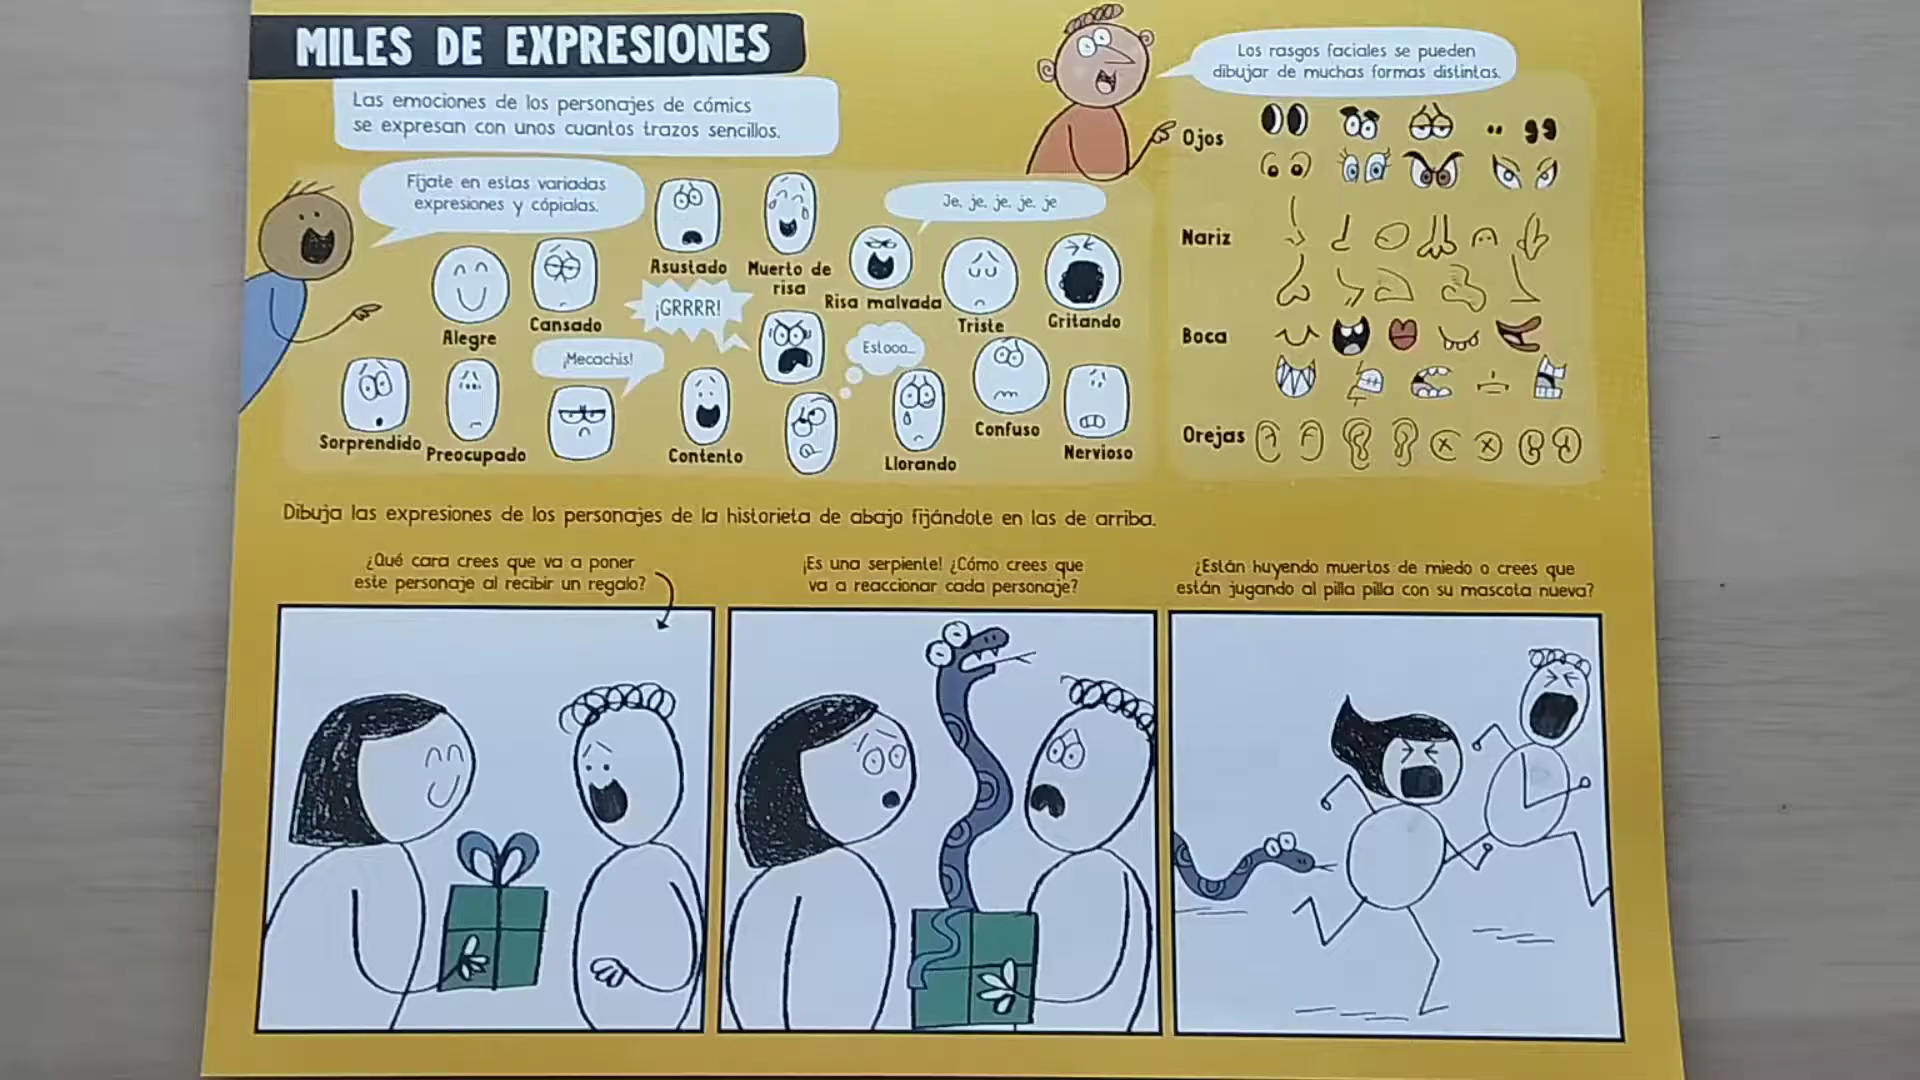 MILES DE EXPRESIONES
Las emociones de los personajes de cómics
se expresan con unos cuantos trazos sencillos.
Los rasgos faciales se pueden
dibujar de muchas formas distintas.
Fíjate en estas variadas
expresiones y cópialas.
Alegre
Cansado
Asustado
Muerto de
risa
Je, je, je, je, je
Risa malvada
Triste
Gritando
¡GRRRR!
¡Mecachis!
Estooo...
Sorprendido
Preocupado
Contento
Llorando
Confuso
Nervioso
Ojos
Nariz
Boca
Orejas
Dibuja las expresiones de los personajes de la historieta de abajo fijándote en las de arriba.
¿Qué cara crees que va a poner
este personaje al recibir un regalo?
¡Es una serpiente! ¿Cómo crees que
va a reaccionar cada personaje?
¿Están huyendo muertos de miedo o crees que
están jugando al pilla pilla con su mascota nueva?